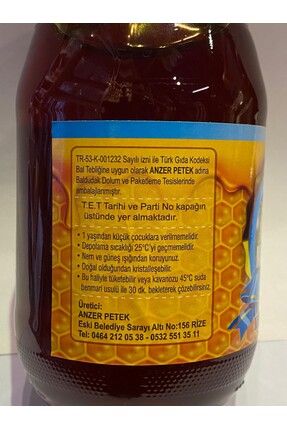 TR-53-K-001232 Sayılı izni ile Türk Gıda Kodeksi
Bal Tebliğine uygun olarak ANZER PETEK adına
Baldudak Dolum ve Paketleme Tesislerinde
ambalajlanmıştır.
T.E.T Tarihi ve Parti No kapağın
üstünde yer almaktadır.
• 1 yaşından küçük çocuklara verilmemelidir.
• Depolama sıcaklığı 25°C yi geçmemelidir.
• Nem ve güneş ışığından koruyunuz.
• Doğal olduğundan kristalleşebilir.
• Bu haliyle tüketebilir veya kavanozu 45°C suda
benmari usulü ile 30 dk. bekleterek çözebilirsiniz.
Üretici:
ANZER PETEK
Eski Belediye Sarayı Altı No:156 RİZE
Tel: 0464 212 05 38 - 0532 551 35 11